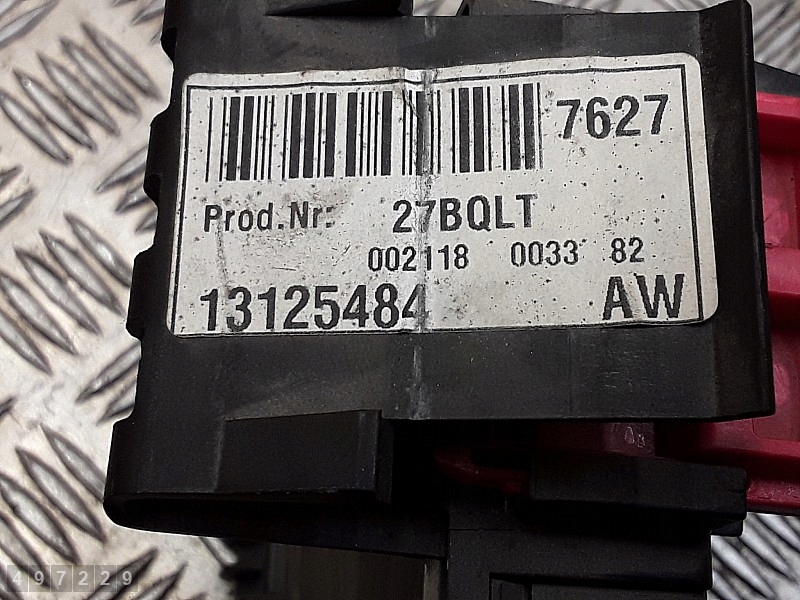 7627
Prod.Nr: 27BQLT
002118 0033 82
13125484 AW
497229